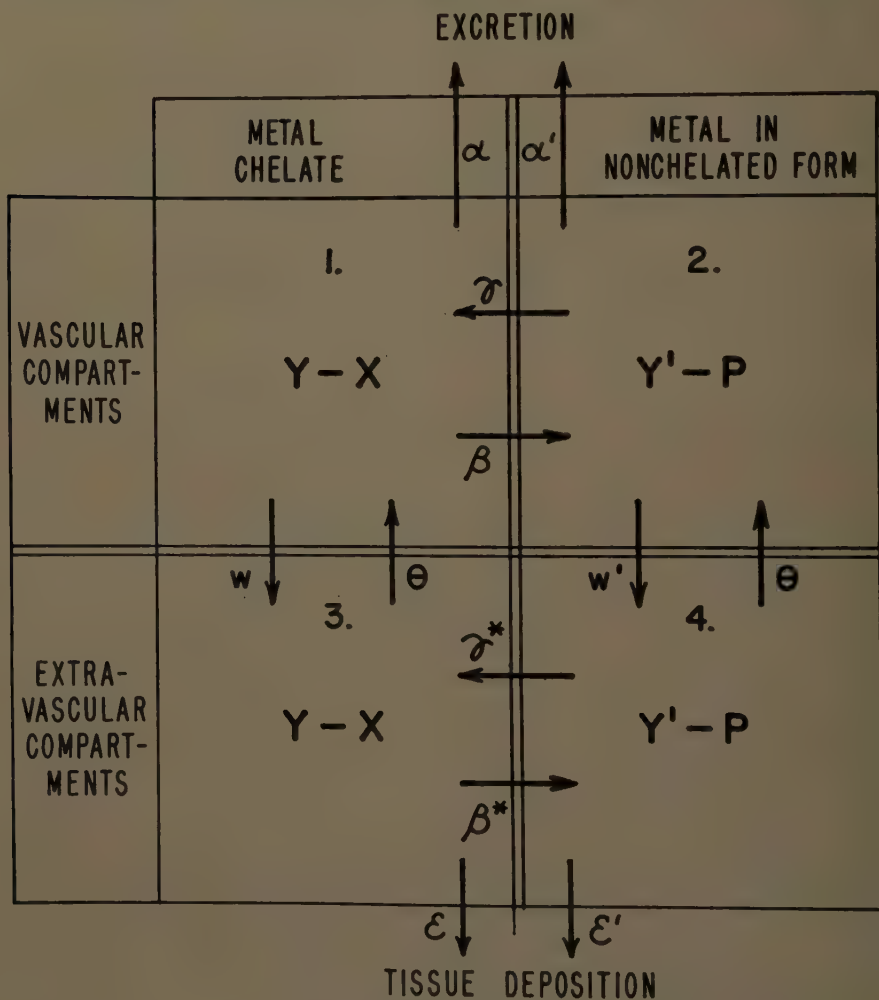 EXCRETION
METAL
CHELATE
α
α'
METAL IN
NONCHELATED FORM
VASCULAR
COMPART-
MENTS
1.
Y – X
γ
β
2.
Y' – P
w
θ
w'
θ
EXTRA-
VASCULAR
COMPART-
MENTS
3.
Y – X
γ*
β*
4.
Y' – P
ε
ε'
TISSUE DEPOSITION